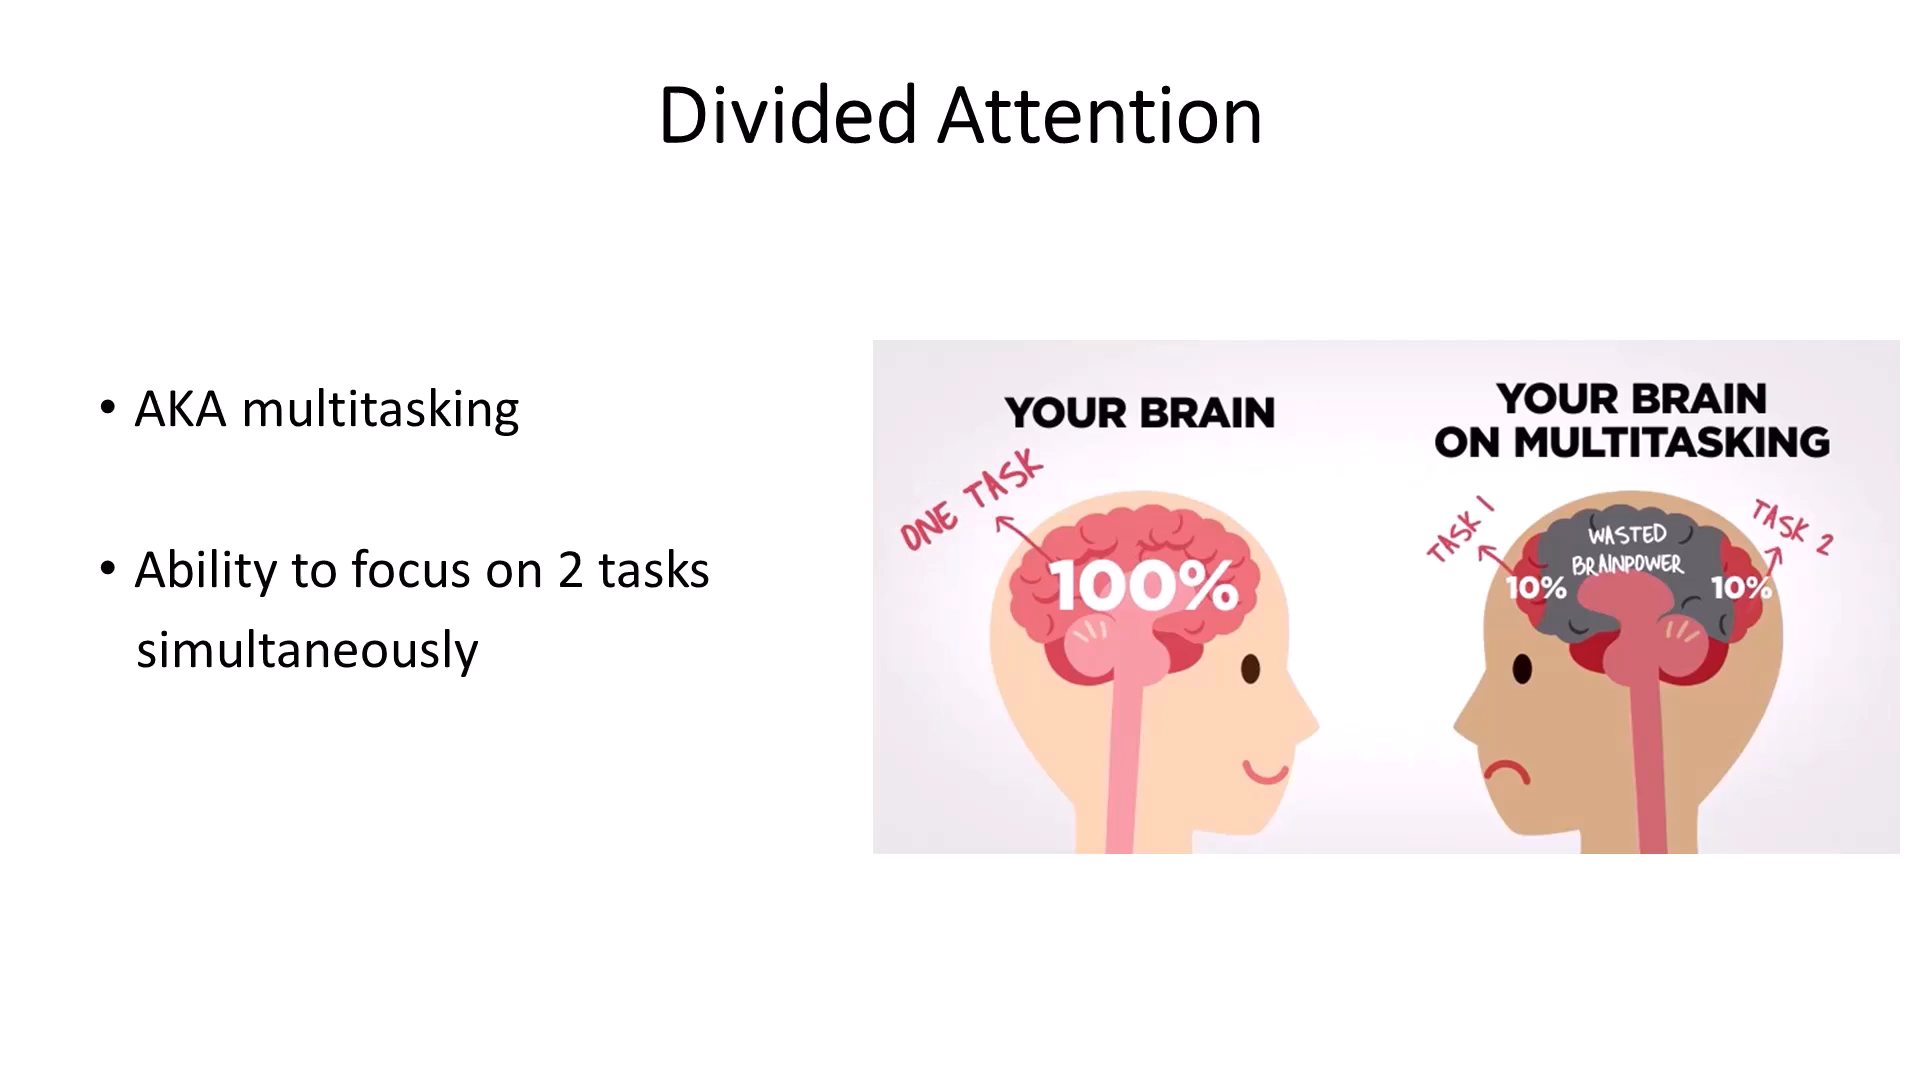 Divided Attention
• AKA multitasking
• Ability to focus on 2 tasks
simultaneously
YOUR BRAIN
ONE TASK
100%
YOUR BRAIN
ON MULTITASKING
TASK 1
TASK 2
WASTED
BRAINPOWER
10%
10%